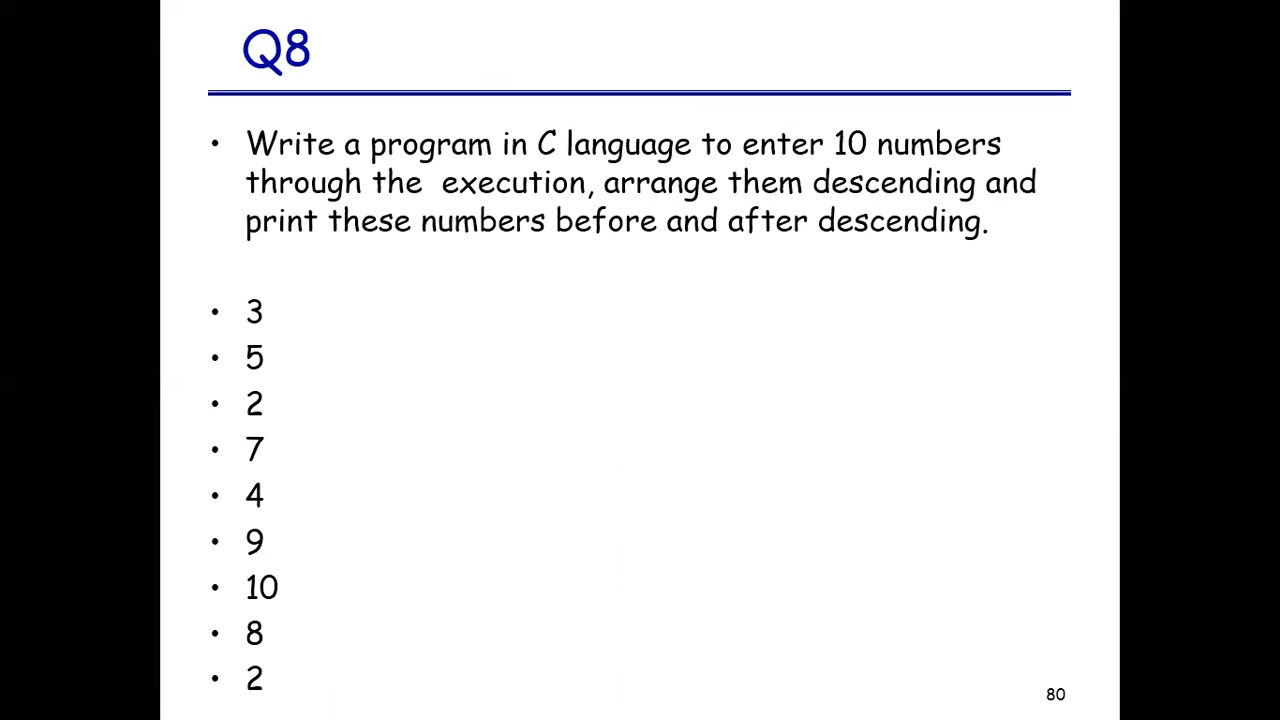 Q8
• Write a program in C language to enter 10 numbers
through the execution, arrange them descending and
print these numbers before and after descending.
• 3
• 5
• 2
• 7
• 4
• 9
• 10
• 8
• 2
80